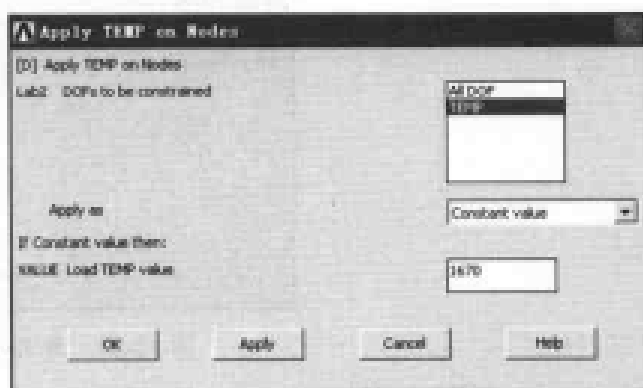 Apply TEMP on Nodes
[D] Apply TEMP on Nodes
Lab2 DOFs to be constrained
All DOF
TEMP
Apply as
Constant value
If Constant value then:
VALUE Load TEMP value
1670
OK
Apply
Cancel
Help